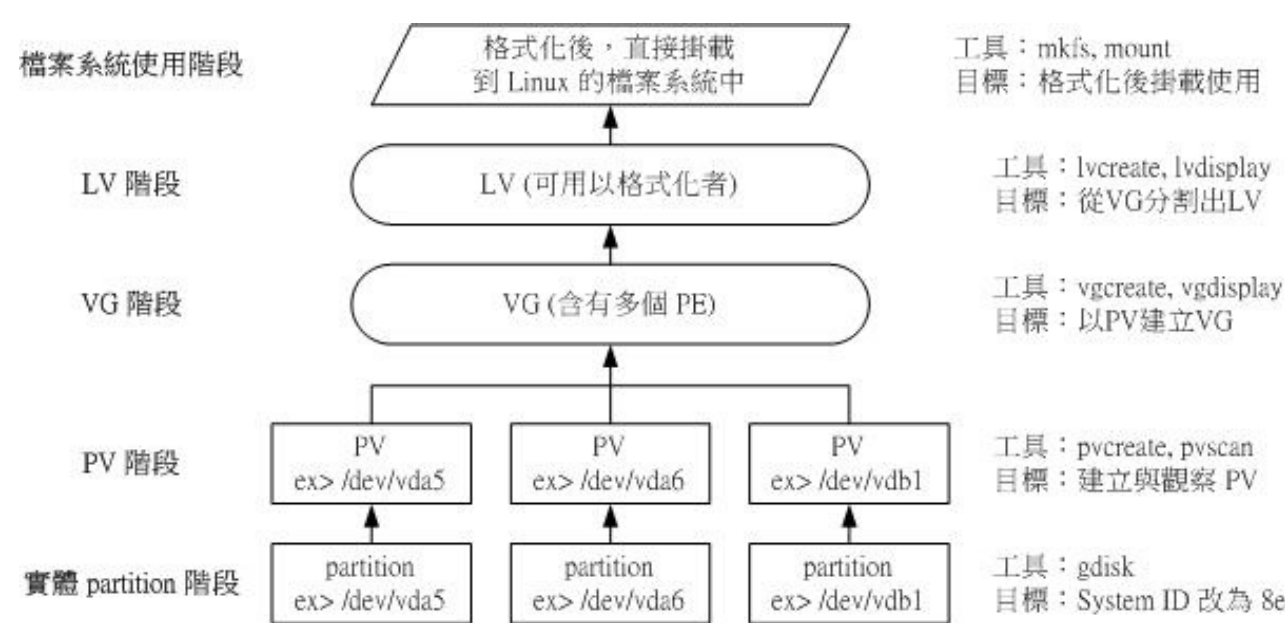 檔案系統使用階段
格式化後，直接掛載
到 Linux 的檔案系統中
工具：mkfs, mount
目標：格式化後掛載使用
LV 階段
LV (可用以格式化者)
工具：lvcreate, lvdisplay
目標：從VG分割出LV
VG 階段
VG (含有多個 PE)
工具：vgcreate, vgdisplay
目標：以PV建立VG
PV 階段
PV
ex> /dev/vda5
PV
ex> /dev/vda6
PV
ex> /dev/vdb1
工具：pvcreate, pvscan
目標：建立與觀察 PV
實體 partition 階段
partition
ex> /dev/vda5
partition
ex> /dev/vda6
partition
ex> /dev/vdb1
工具：gdisk
目標：System ID 改為 8e